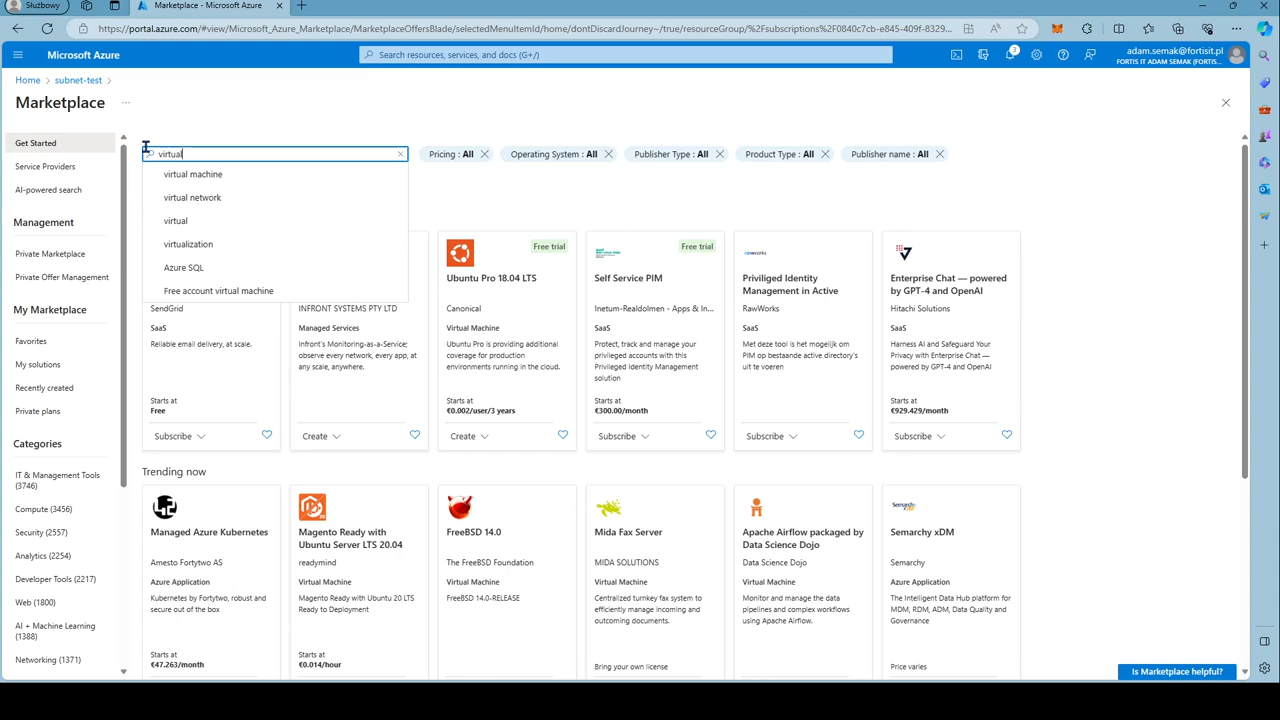 Służbowy
Marketplace - Microsoft Azure
https://portal.azure.com/#view/Microsoft_Azure_Marketplace/MarketplaceOffersBlade/selectedMenuItemId/home/dontDiscardJourney~/true/resourceGroup/%2Fsubscriptions%2F0840c7cb-e845-409f-8329...
Microsoft Azure
Search resources, services, and docs (G+/)
3
adam.semak@fortisit.pl
FORTIS IT ADAM SEMAK (FORTIS...
Home
subnet-test
Marketplace
...
Get Started
Service Providers
AI-powered search
Management
Private Marketplace
Private Offer Management
My Marketplace
Favorites
My solutions
Recently created
Private plans
Categories
IT & Management Tools
(3746)
Compute (3456)
Security (2557)
Analytics (2254)
Developer Tools (2217)
Web (1800)
AI + Machine Learning
(1388)
Networking (1371)
virtual
Pricing : All
Operating System : All
Publisher Type : All
Product Type : All
Publisher name : All
virtual machine
virtual network
virtual
virtualization
Azure SQL
Free account virtual machine
SendGrid
SaaS
Reliable email delivery, at scale.
Starts at
Free
Subscribe
INFRONT SYSTEMS PTY LTD
Managed Services
Infront's Monitoring-as-a-Service;
observe every network, every app, at
any scale, anywhere.
Create
Free trial
Ubuntu Pro 18.04 LTS
Canonical
Virtual Machine
Ubuntu Pro is providing additional
coverage for production
environments running in the cloud.
Starts at
€0.002/user/3 years
Create
Free trial
Self Service PIM
Inetum-Realdolmen - Apps & In...
SaaS
Protect, track and manage your
privileged accounts with this
Privileged Identity Management
solution
Starts at
€300.00/month
Subscribe
Priviliged Identity
Management in Active
RawWorks
SaaS
Met deze tool is het mogelijk om
PIM op bestaande active directory's
uit te voeren
Subscribe
Enterprise Chat — powered
by GPT-4 and OpenAI
Hitachi Solutions
SaaS
Harness AI and Safeguard Your
Privacy with Enterprise Chat —
powered by GPT-4 and OpenAI
Starts at
€929.429/month
Subscribe
Trending now
Managed Azure Kubernetes
Amesto Fortytwo AS
Azure Application
Kubernetes by Fortytwo, robust and
secure out of the box
Starts at
€47.263/month
Magento Ready with
Ubuntu Server LTS 20.04
readymind
Virtual Machine
Magento Ready with Ubuntu 20 LTS
Ready to Deployment
Starts at
€0.014/hour
FreeBSD 14.0
The FreeBSD Foundation
Virtual Machine
FreeBSD 14.0-RELEASE
Mida Fax Server
MIDA SOLUTIONS
Virtual Machine
Centralized turnkey fax system to
efficiently manage incoming and
outcoming documents.
Bring your own license
Apache Airflow packaged by
Data Science Dojo
Data Science Dojo
Virtual Machine
Monitor and manage the data
pipelines and complex workflows
using Apache Airflow.
Semarchy xDM
Semarchy
Azure Application
The Intelligent Data Hub platform for
MDM, RDM, ADM, Data Quality and
Governance
Price varies
Is Marketplace helpful?